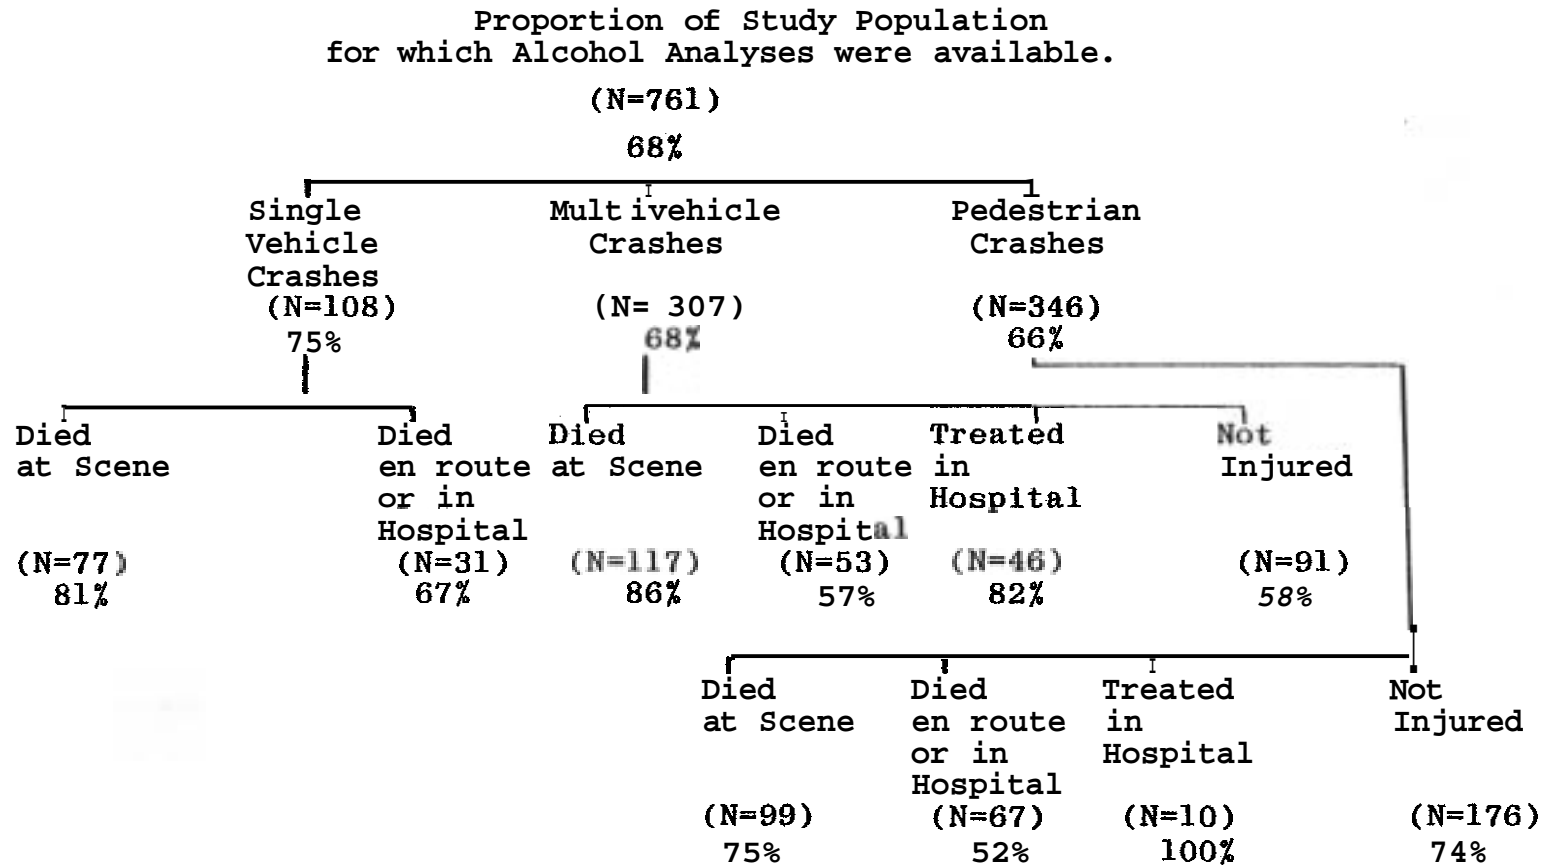 Proportion of Study Population
for which Alcohol Analyses were available.
(N=761)
68%
Single
Vehicle
Crashes
(N=108)
75%
Multivehicle
Crashes
(N= 307)
68%
Pedestrian
Crashes
(N=346)
66%
Died
at Scene
(N=77)
81%
Died
en route
or in
Hospital
(N=31)
67%
Died
at Scene
(N=117)
86%
Died
en route
or in
Hospital
(N=53)
57%
Treated
in
Hospital
(N=46)
82%
Not
Injured
(N=91)
58%
Died
at Scene
(N=99)
75%
Died
en route
or in
Hospital
(N=67)
52%
Treated
in
Hospital
(N=10)
100%
Not
Injured
(N=176)
74%